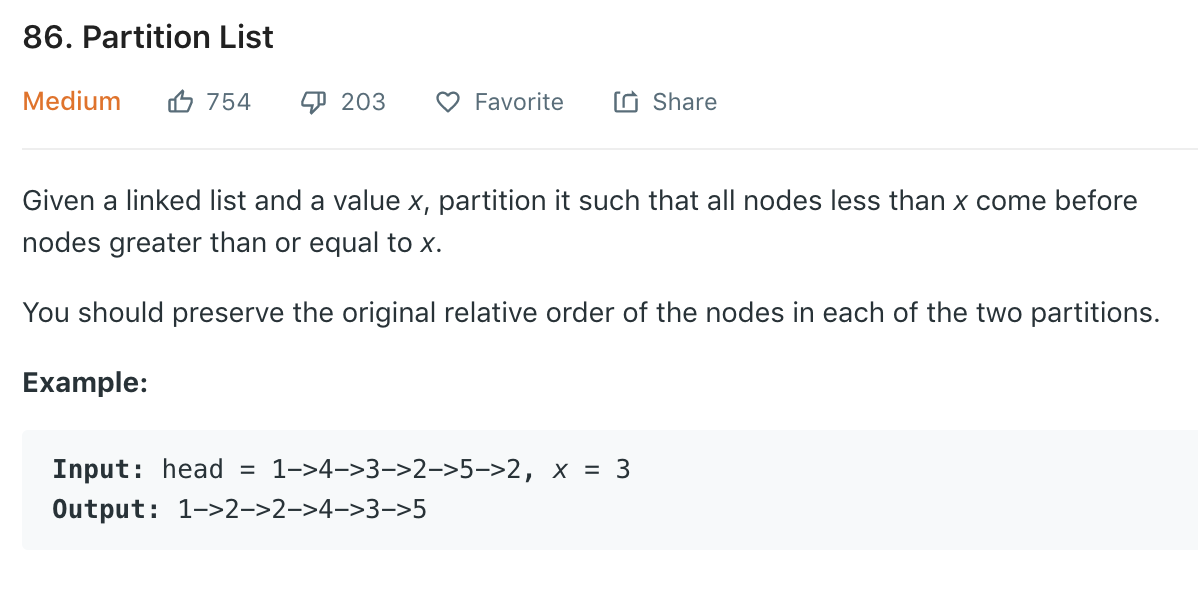 86. Partition List
Medium 754 203 Favorite Share
Given a linked list and a value x, partition it such that all nodes less than x come before
nodes greater than or equal to x.
You should preserve the original relative order of the nodes in each of the two partitions.
Example:
Input: head = 1->4->3->2->5->2, x = 3
Output: 1->2->2->4->3->5